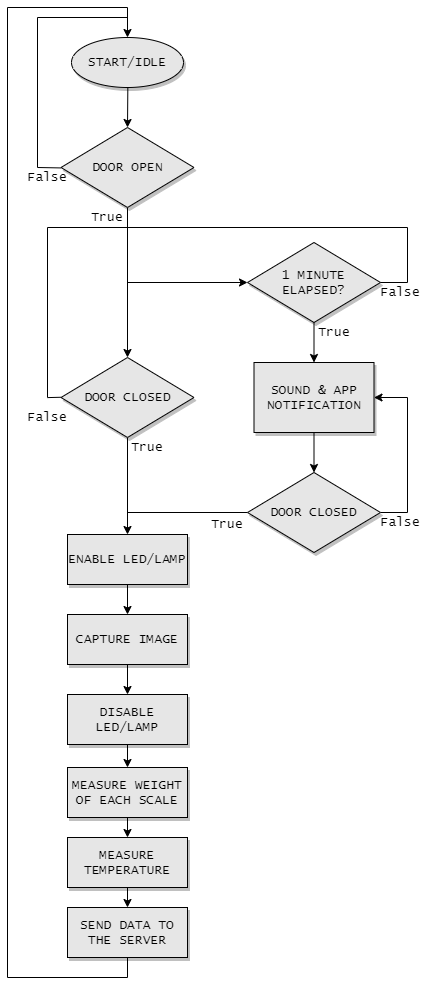 START/IDLE
DOOR OPEN
False
True
1 MINUTE
ELAPSED?
False
True
SOUND & APP
NOTIFICATION
DOOR CLOSED
False
True
DOOR CLOSED
True
False
ENABLE LED/LAMP
CAPTURE IMAGE
DISABLE
LED/LAMP
MEASURE WEIGHT
OF EACH SCALE
MEASURE
TEMPERATURE
SEND DATA TO
THE SERVER